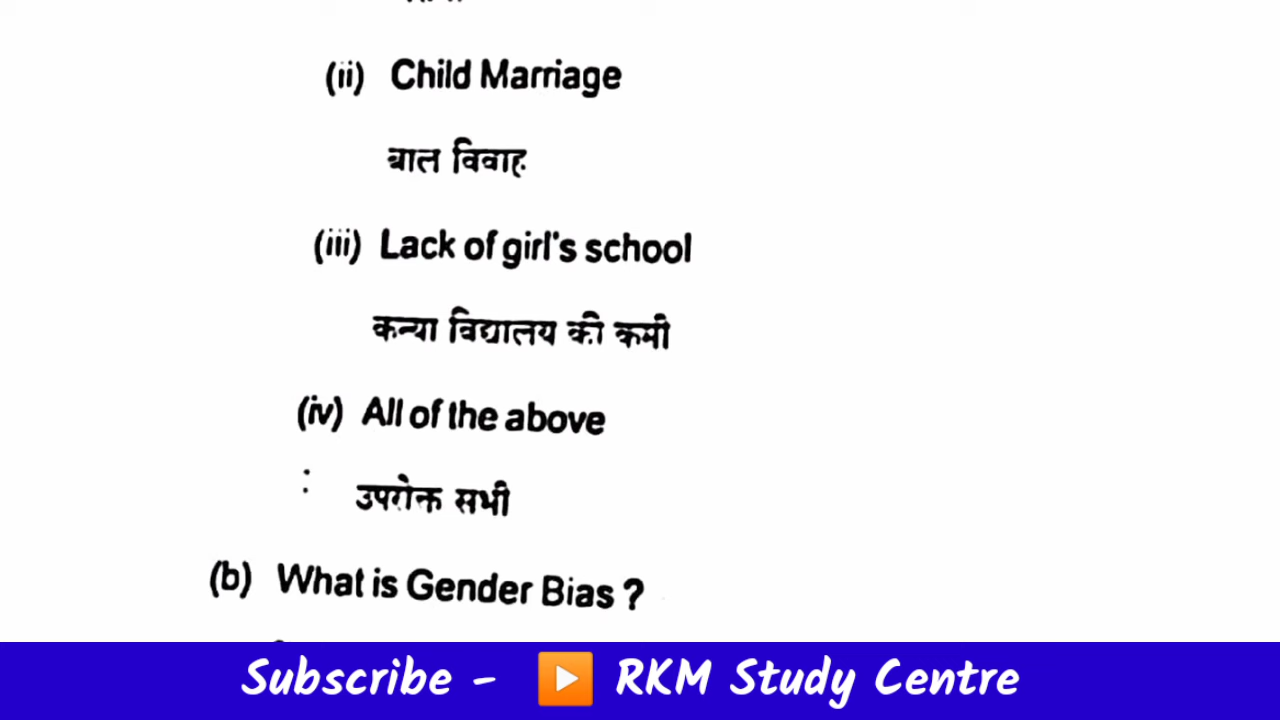 (ii) Child Marriage
बाल विवाह
(iii) Lack of girl's school
कन्या विद्यालय की कमी
(iv) All of the above
उपरोक्त सभी
(b) What is Gender Bias ?
Subscribe - ▶️ RKM Study Centre